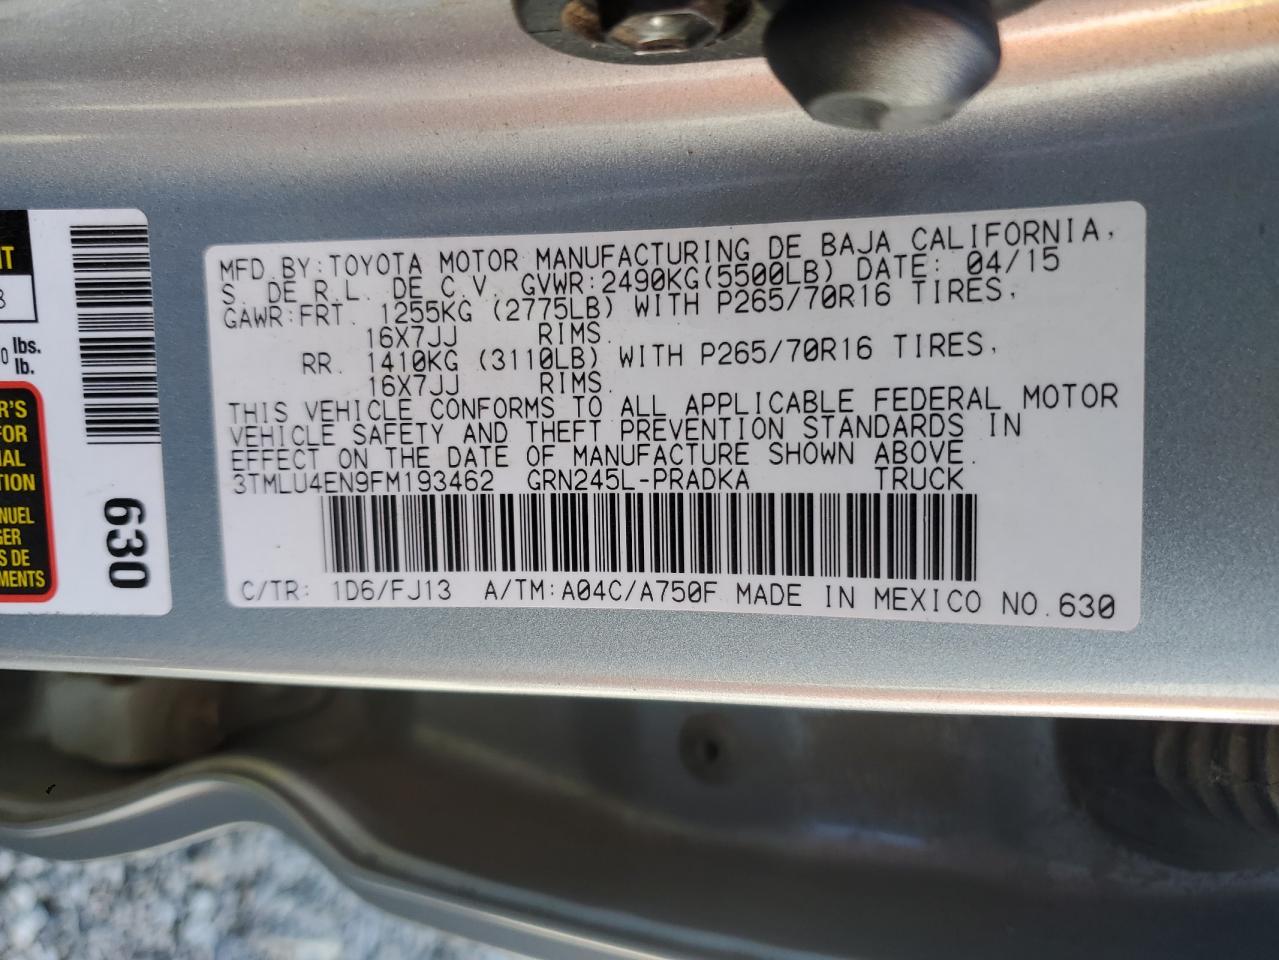 MFD. BY: TOYOTA MOTOR MANUFACTURING DE BAJA CALIFORNIA,
S. DE R.L. DE C.V. GVWR:2490KG(5500LB) DATE: 04/15
GAWR:FRT. 1255KG (2775LB) WITH P265/70R16 TIRES,
16X7JJ RIMS.
RR. 1410KG (3110LB) WITH P265/70R16 TIRES,
16X7JJ RIMS.
THIS VEHICLE CONFORMS TO ALL APPLICABLE FEDERAL MOTOR
VEHICLE SAFETY AND THEFT PREVENTION STANDARDS IN
EFFECT ON THE DATE OF MANUFACTURE SHOWN ABOVE.
3TMLU4EN9FM193462 GRN245L-PRADKA TRUCK
C/TR: 1D6/FJ13 A/TM:A04C/A750F MADE IN MEXICO NO.630
lbs.
lb.
630